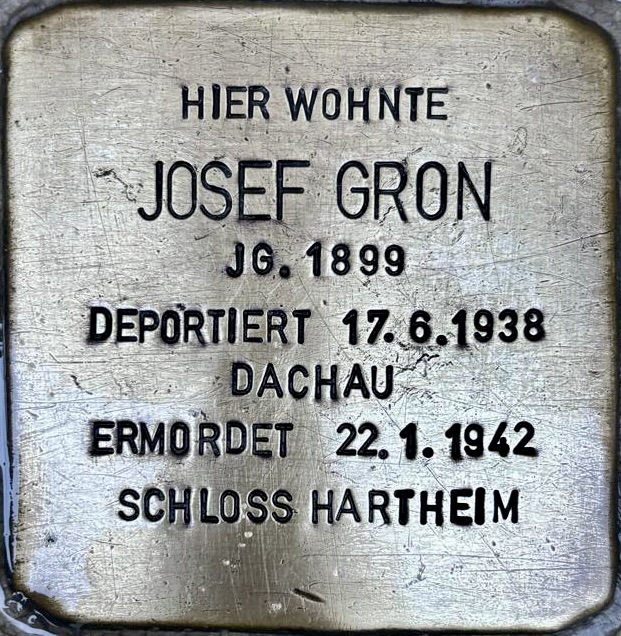 HIER WOHNTE
JOSEF GRON
JG. 1899
DEPORTIERT 17.6.1938
DACHAU
ERMORDET 22.1.1942
SCHLOSS HARTHEIM